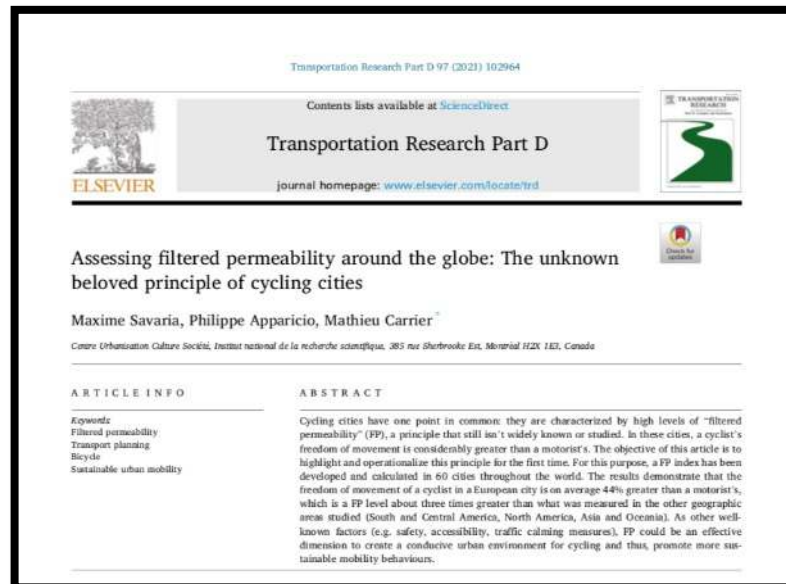 Transportation Research Part D 97 (2021) 102964
Contents lists available at ScienceDirect
Transportation Research Part D
journal homepage: www.elsevier.com/locate/trd
ELSEVIER
TRANSPORTATION
RESEARCH
Check for
updates
Assessing filtered permeability around the globe: The unknown
beloved principle of cycling cities
Maxime Savaria, Philippe Apparicio, Mathieu Carrier *
Centre Urbanisation Culture Société, Institut national de la recherche scientifique, 385 rue Sherbrooke Est, Montréal H2X 1E3, Canada
ARTICLE INFO
Keywords:
Filtered permeability
Transport planning
Bicycle
Sustainable urban mobility
ABSTRACT
Cycling cities have one point in common: they are characterized by high levels of “filtered
permeability” (FP), a principle that still isn’t widely known or studied. In these cities, a cyclist’s
freedom of movement is considerably greater than a motorist’s. The objective of this article is to
highlight and operationalize this principle for the first time. For this purpose, a FP index has been
developed and calculated in 60 cities throughout the world. The results demonstrate that the
freedom of movement of a cyclist in a European city is on average 44% greater than a motorist’s,
which is a FP level about three times greater than what was measured in the other geographic
areas studied (South and Central America, North America, Asia and Oceania). As other well-
known factors (e.g. safety, accessibility, traffic calming measures), FP could be an effective
dimension to create a conducive urban environment for cycling and thus, promote more sus-
tainable mobility behaviours.